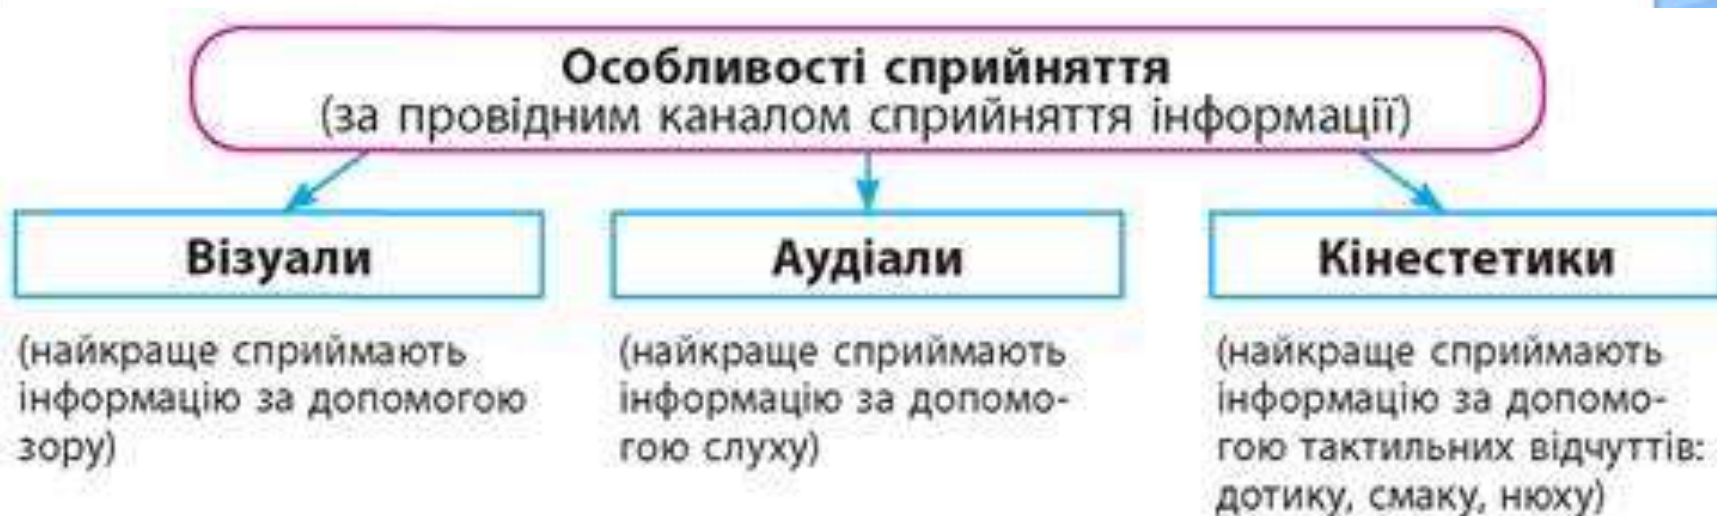 Особливості сприйняття
(за провідним каналом сприйняття інформації)
Візуали
Аудіали
Кінестетики
(найкраще сприймають
інформацію за допомогою
зору)
(найкраще сприймають
інформацію за допомо-
гою слуху)
(найкраще сприймають
інформацію за допомо-
гою тактильних відчуттів:
дотику, смаку, нюху)